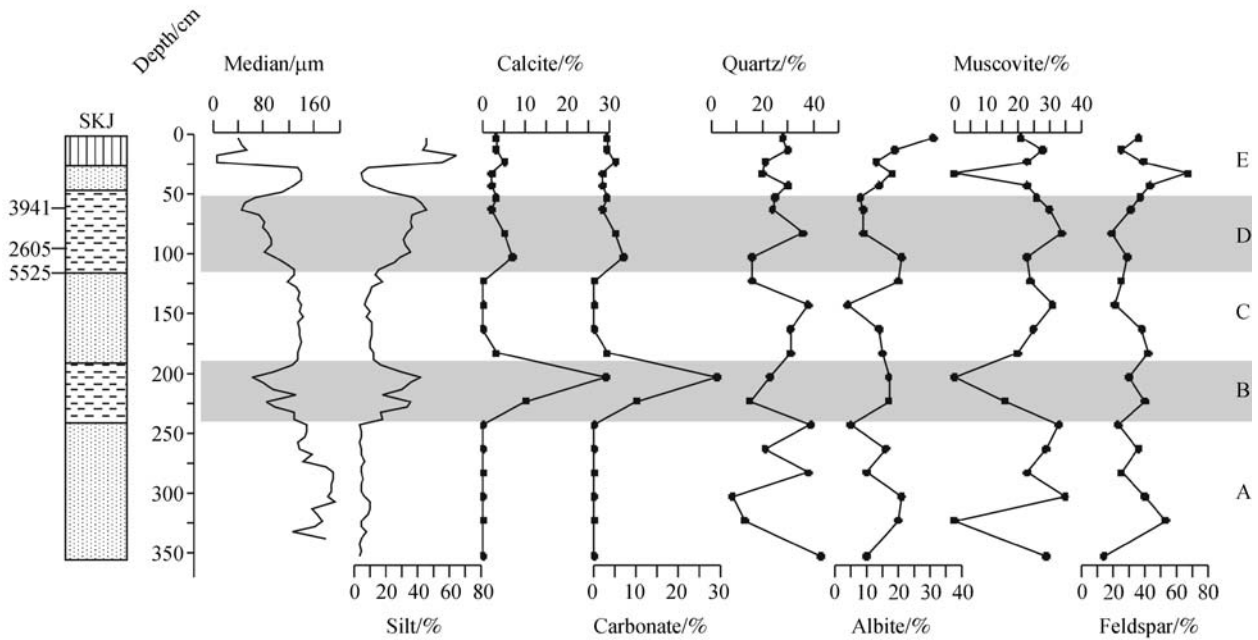 Depth/cm
Median/μm Calcite/% Quartz/% Muscovite/%
SKJ
0 80 160 0 10 20 30 0 20 40 0 10 20 30 40
0
50
100
150
200
250
300
350
3941
2605
5525
E
D
C
B
A
0 20 40 60 80 0 10 20 30 0 10 20 30 40 0 20 40 60 80
Silt/% Carbonate/% Albite/% Feldspar/%